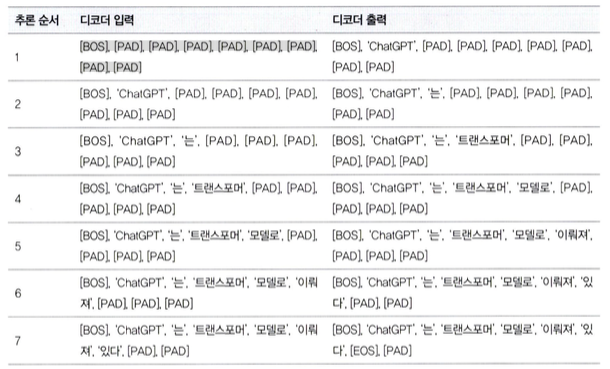 추론 순서 디코더 입력 디코더 출력
1 [BOS], [PAD], [PAD], [PAD], [PAD], [PAD], [PAD], [BOS], 'ChatGPT', [PAD], [PAD], [PAD], [PAD], [PAD],
[PAD], [PAD] [PAD], [PAD]
2 [BOS], 'ChatGPT', [PAD], [PAD], [PAD], [PAD], [BOS], 'ChatGPT', '는', [PAD], [PAD], [PAD], [PAD],
[PAD], [PAD], [PAD] [PAD], [PAD]
3 [BOS], 'ChatGPT', '는', [PAD], [PAD], [PAD], [BOS], 'ChatGPT', '는', '트랜스포머', [PAD], [PAD],
[PAD], [PAD], [PAD] [PAD], [PAD], [PAD]
4 [BOS], 'ChatGPT', '는', '트랜스포머', [PAD], [PAD], [BOS], 'ChatGPT', '는', '트랜스포머', '모델로', [PAD],
[PAD], [PAD], [PAD] [PAD], [PAD], [PAD]
5 [BOS], 'ChatGPT', '는', '트랜스포머', '모델로', [PAD], [BOS], 'ChatGPT', '는', '트랜스포머', '모델로', '이뤄져',
[PAD], [PAD], [PAD] [PAD], [PAD], [PAD]
6 [BOS], 'ChatGPT', '는', '트랜스포머', '모델로', '이뤄 [BOS], 'ChatGPT', '는', '트랜스포머', '모델로', '이뤄져', '있
져', [PAD], [PAD], [PAD] 다', [PAD], [PAD]
7 [BOS], 'ChatGPT', '는', '트랜스포머', '모델로', '이뤄 [BOS], 'ChatGPT', '는', '트랜스포머', '모델로', '이뤄져', '있
져', '있다', [PAD], [PAD] 다', [EOS], [PAD]